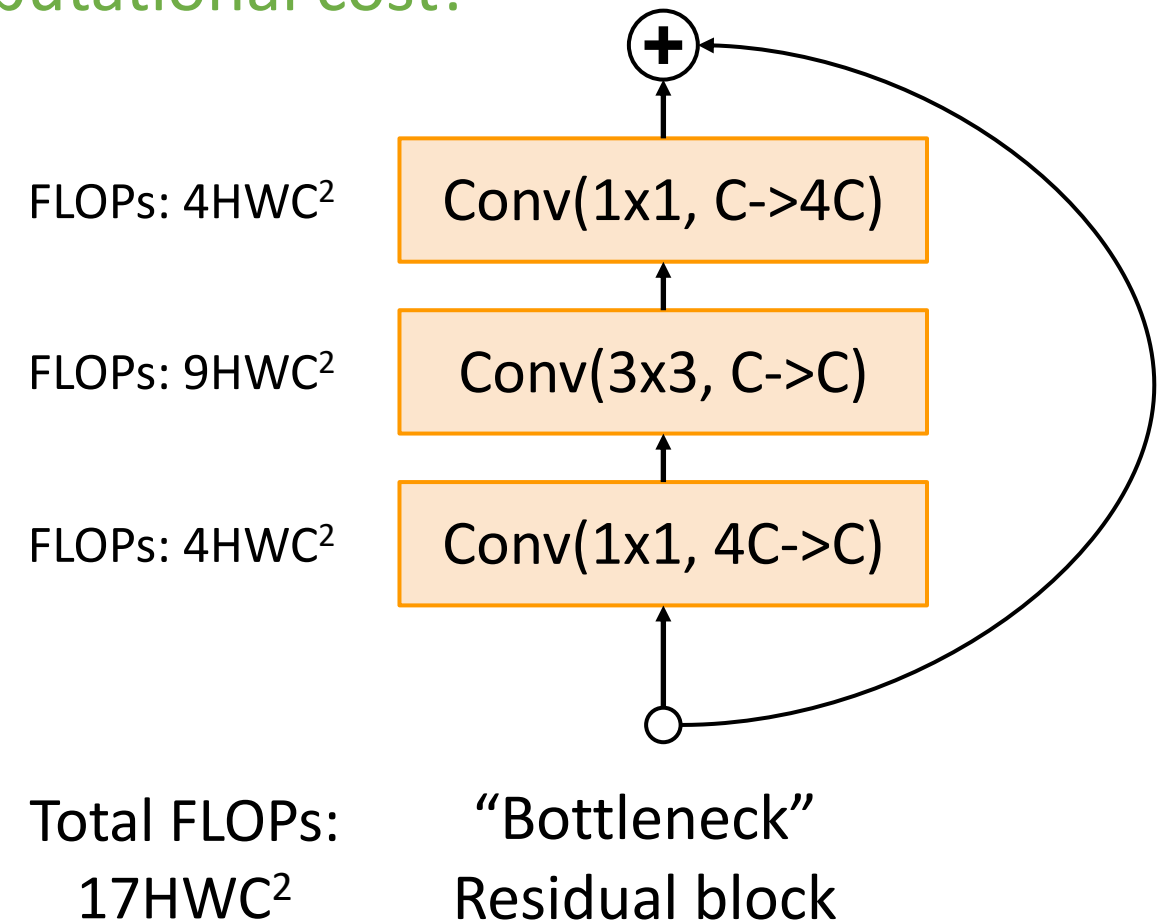 cost?
FLOPs: 4HWC²
Conv(1x1, C->4C)
FLOPs: 9HWC²
Conv(3x3, C->C)
FLOPs: 4HWC²
Conv(1x1, 4C->C)
Total FLOPs:
17HWC²
“Bottleneck”
Residual block